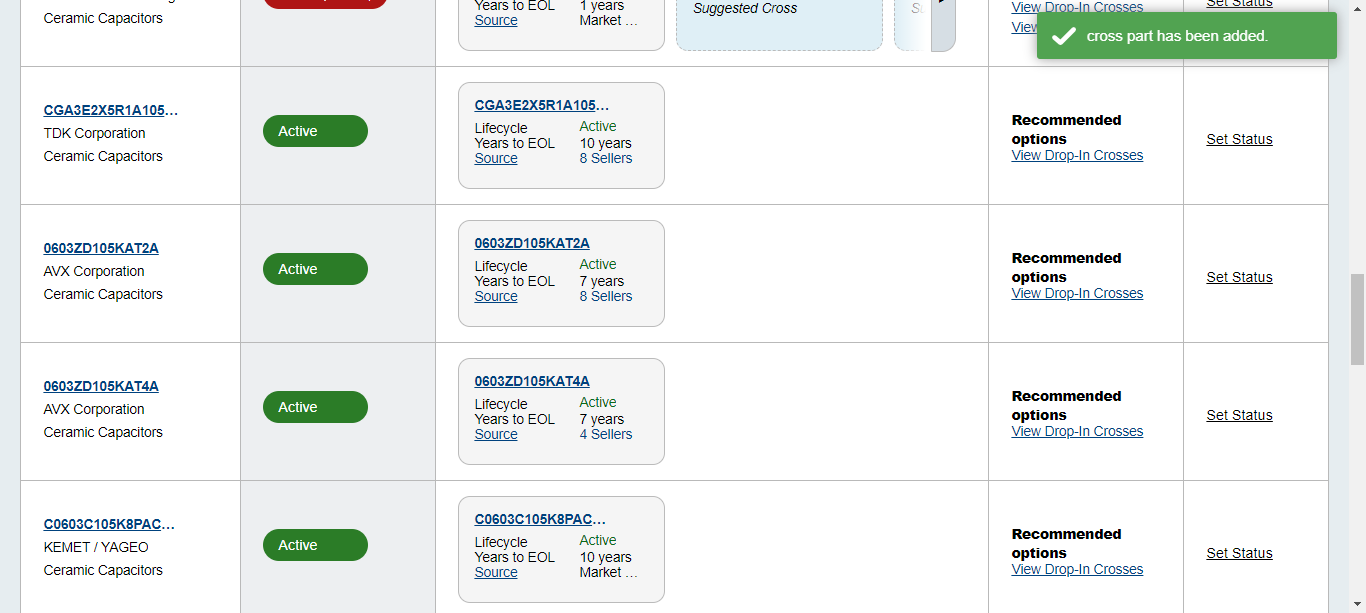 Ceramic Capacitors
Years to EOL 1 years
Source Market ...
Suggested Cross
View Drop-In Crosses
View
Set Status
cross part has been added.
CGA3E2X5R1A105...
TDK Corporation
Ceramic Capacitors
Active
CGA3E2X5R1A105...
Lifecycle Active
Years to EOL 10 years
Source 8 Sellers
Recommended
options
View Drop-In Crosses
Set Status
0603ZD105KAT2A
AVX Corporation
Ceramic Capacitors
Active
0603ZD105KAT2A
Lifecycle Active
Years to EOL 7 years
Source 8 Sellers
Recommended
options
View Drop-In Crosses
Set Status
0603ZD105KAT4A
AVX Corporation
Ceramic Capacitors
Active
0603ZD105KAT4A
Lifecycle Active
Years to EOL 7 years
Source 4 Sellers
Recommended
options
View Drop-In Crosses
Set Status
C0603C105K8PAC...
KEMET / YAGEO
Ceramic Capacitors
Active
C0603C105K8PAC...
Lifecycle Active
Years to EOL 10 years
Source Market ...
Recommended
options
View Drop-In Crosses
Set Status